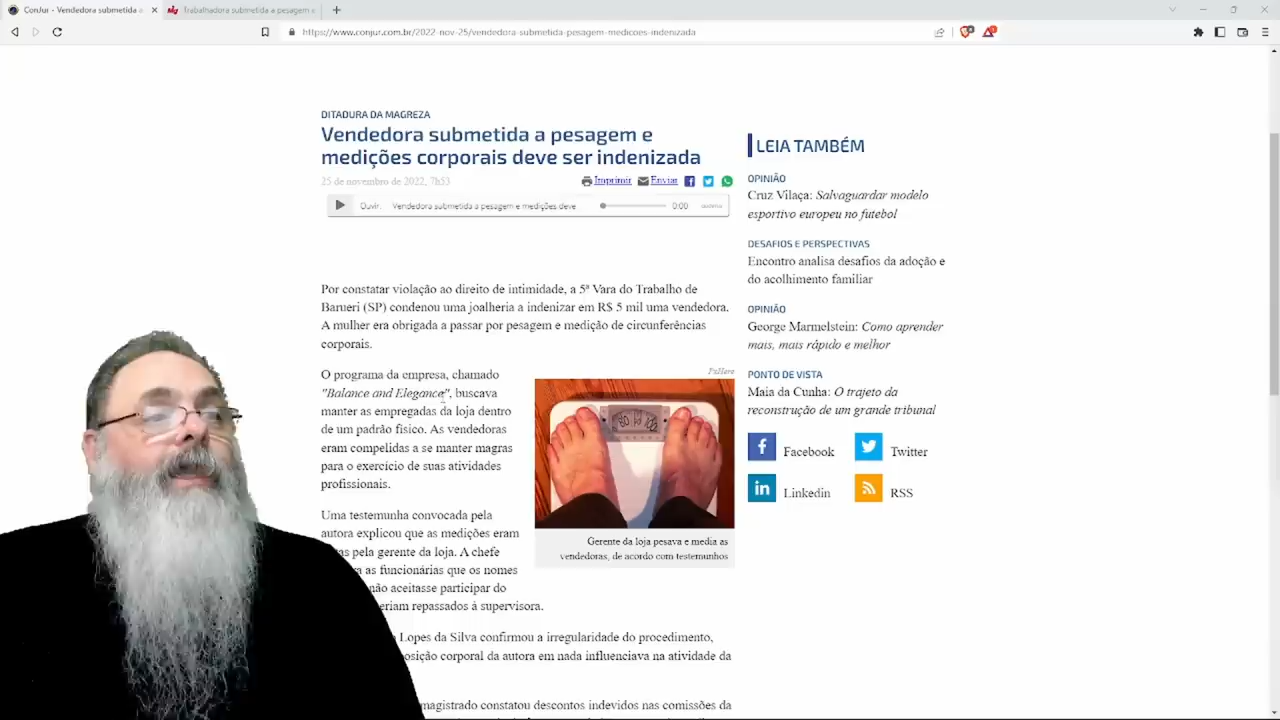 ConJur - Vendedora submetida a
Trabalhadora submetida a pesagem e
https://www.conjur.com.br/2022-nov-25/vendedora-submetida-pesagem-medicoes-indenizada
DITADURA DA MAGREZA
Vendedora submetida a pesagem e
medições corporais deve ser indenizada
25 de novembro de 2022, 7h53
Imprimir Enviar
Ouvir: Vendedora submetida a pesagem e medições deve 0:00
Por constatar violação ao direito de intimidade, a 5ª Vara do Trabalho de
Barueri (SP) condenou uma joalheria a indenizar em R$ 5 mil uma vendedora.
A mulher era obrigada a passar por pesagem e medição de circunferências
corporais.
O programa da empresa, chamado
"Balance and Elegance", buscava
manter as empregadas da loja dentro
de um padrão físico. As vendedoras
eram compelidas a se manter magras
para o exercício de suas atividades
profissionais.
PxHere
Gerente da loja pesava e media as
vendedoras, de acordo com testemunhos
Uma testemunha convocada pela
autora explicou que as medições eram
pela gerente da loja. A chefe
as funcionárias que os nomes
não aceitasse participar do
repassados à supervisora.
Lopes da Silva confirmou a irregularidade do procedimento,
corporal da autora em nada influenciava na atividade da
magistrado constatou descontos indevidos nas comissões da
LEIA TAMBÉM
OPINIÃO
Cruz Vilaça: Salvaguardar modelo
esportivo europeu no futebol
DESAFIOS E PERSPECTIVAS
Encontro analisa desafios da adoção e
do acolhimento familiar
OPINIÃO
George Marmelstein: Como aprender
mais, mais rápido e melhor
PONTO DE VISTA
Maia da Cunha: O trajeto da
reconstrução de um grande tribunal
Facebook Twitter
Linkedin RSS